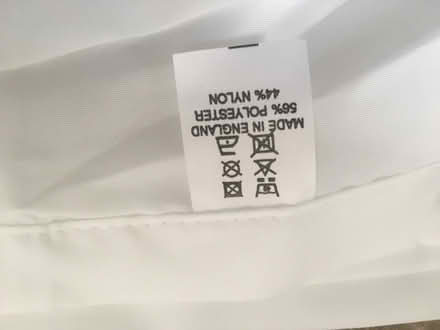 MADE IN ENGLAND
56% POLYESTER
44% NYLON